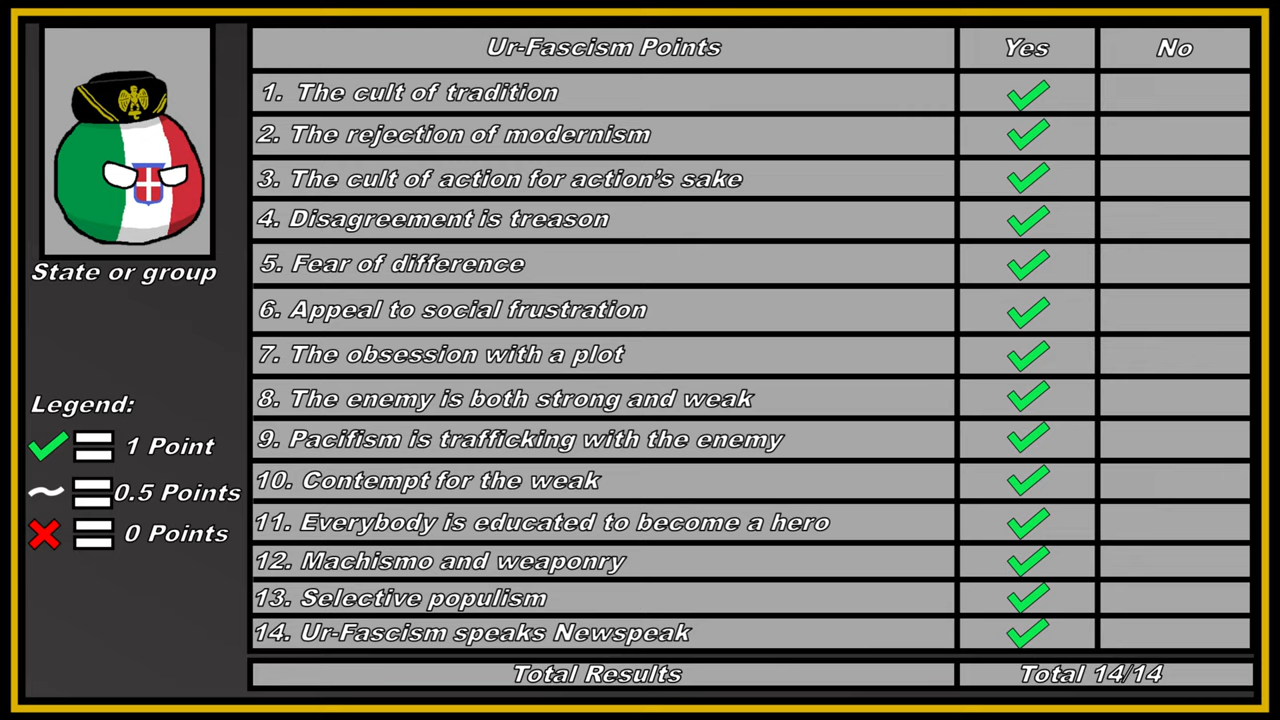 Ur-Fascism Points Yes No
1. The cult of tradition
2. The rejection of modernism
3. The cult of action for action's sake
4. Disagreement is treason
5. Fear of difference
6. Appeal to social frustration
7. The obsession with a plot
8. The enemy is both strong and weak
9. Pacifism is trafficking with the enemy
10. Contempt for the weak
11. Everybody is educated to become a hero
12. Machismo and weaponry
13. Selective populism
14. Ur-Fascism speaks Newspeak
Total Results Total 14/14
State or group
Legend:
1 Point
0.5 Points
0 Points